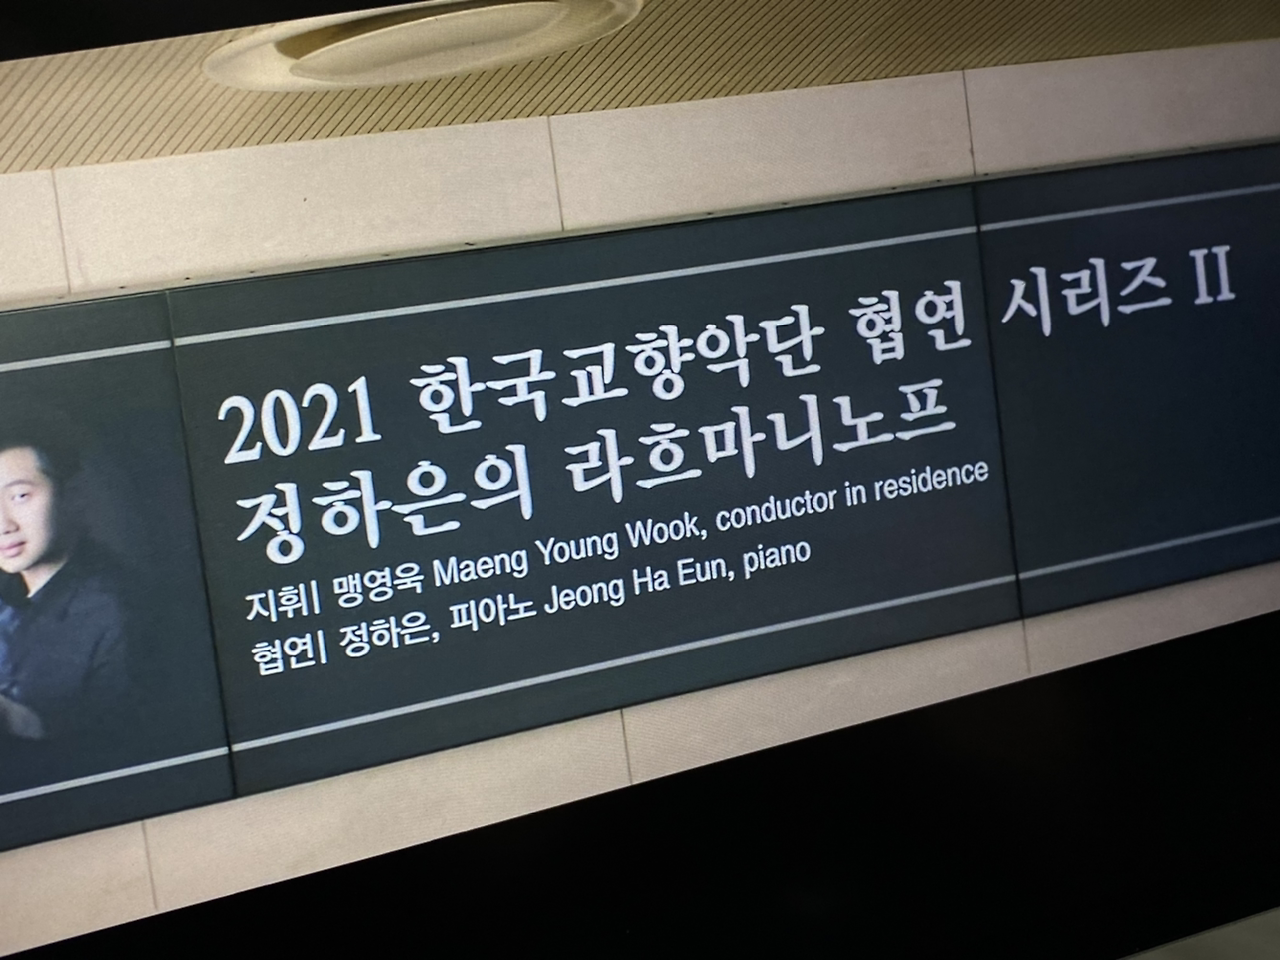 2021 한국교향악단 협연 시리즈 II
정하은의 라흐마니노프
지휘| 맹영욱 Maeng Young Wook, conductor in residence
협연| 정하은, 피아노 Jeong Ha Eun, piano